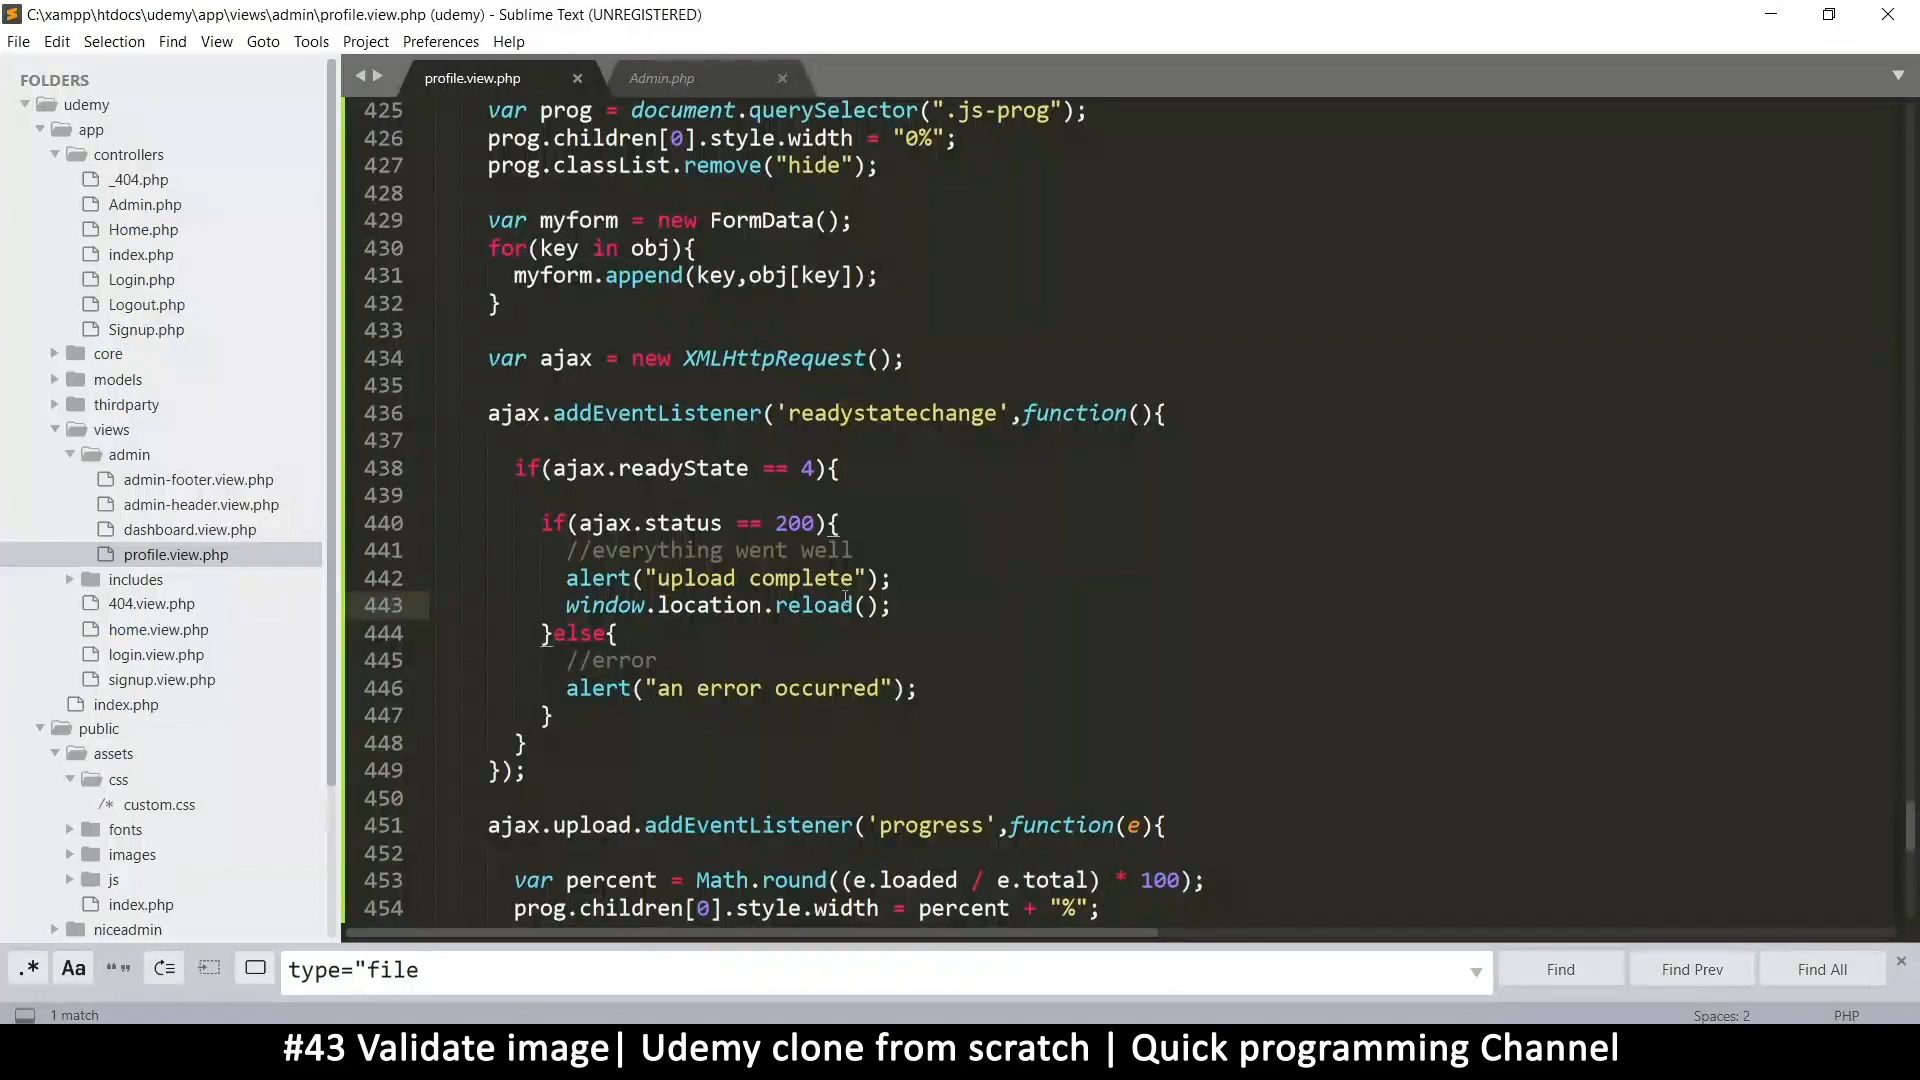 C:\xampp\htdocs\udemy\app\views\admin\profile.view.php (udemy) - Sublime Text (UNREGISTERED)
File Edit Selection Find View Goto Tools Project Preferences Help
FOLDERS
udemy
app
controllers
_404.php
Admin.php
Home.php
index.php
Login.php
Logout.php
Signup.php
core
models
thirdparty
views
admin
admin-footer.view.php
admin-header.view.php
dashboard.view.php
profile.view.php
includes
404.view.php
home.view.php
login.view.php
signup.view.php
index.php
public
assets
css
/* custom.css
fonts
images
js
index.php
niceadmin
profile.view.php Admin.php
425 var prog = document.querySelector(".js-prog");
426 prog.children[0].style.width = "0%";
427 prog.classList.remove("hide");
428
429 var myform = new FormData();
430 for(key in obj){
431 myform.append(key,obj[key]);
432 }
433
434 var ajax = new XMLHttpRequest();
435
436 ajax.addEventListener('readystatechange',function(){
437
438 if(ajax.readyState == 4){
439
440 if(ajax.status == 200){
441 //everything went well
442 alert("upload complete");
443 window.location.reload();
444 }else{
445 //error
446 alert("an error occurred");
447 }
448 }
449 });
450
451 ajax.upload.addEventListener('progress',function(e){
452
453 var percent = Math.round((e.loaded / e.total) * 100);
454 prog.children[0].style.width = percent + "%";
.* Aa “” type="file Find Find Prev Find All
1 match Spaces: 2 PHP
#43 Validate image| Udemy clone from scratch | Quick programming Channel